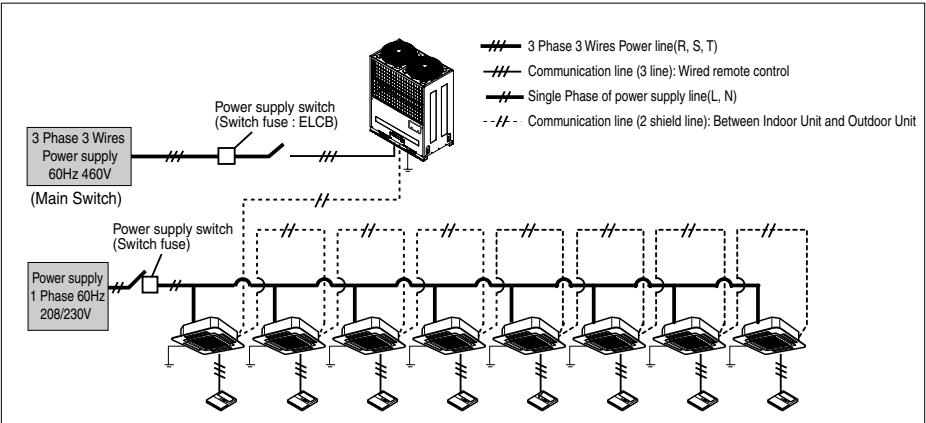 3 Phase 3 Wires Power line(R, S, T)
Communication line (3 line): Wired remote control
Single Phase of power supply line(L, N)
Communication line (2 shield line): Between Indoor Unit and Outdoor Unit
Power supply switch
(Switch fuse : ELCB)
3 Phase 3 Wires
Power supply
60Hz 460V
(Main Switch)
Power supply switch
(Switch fuse)
Power supply
1 Phase 60Hz
208/230V